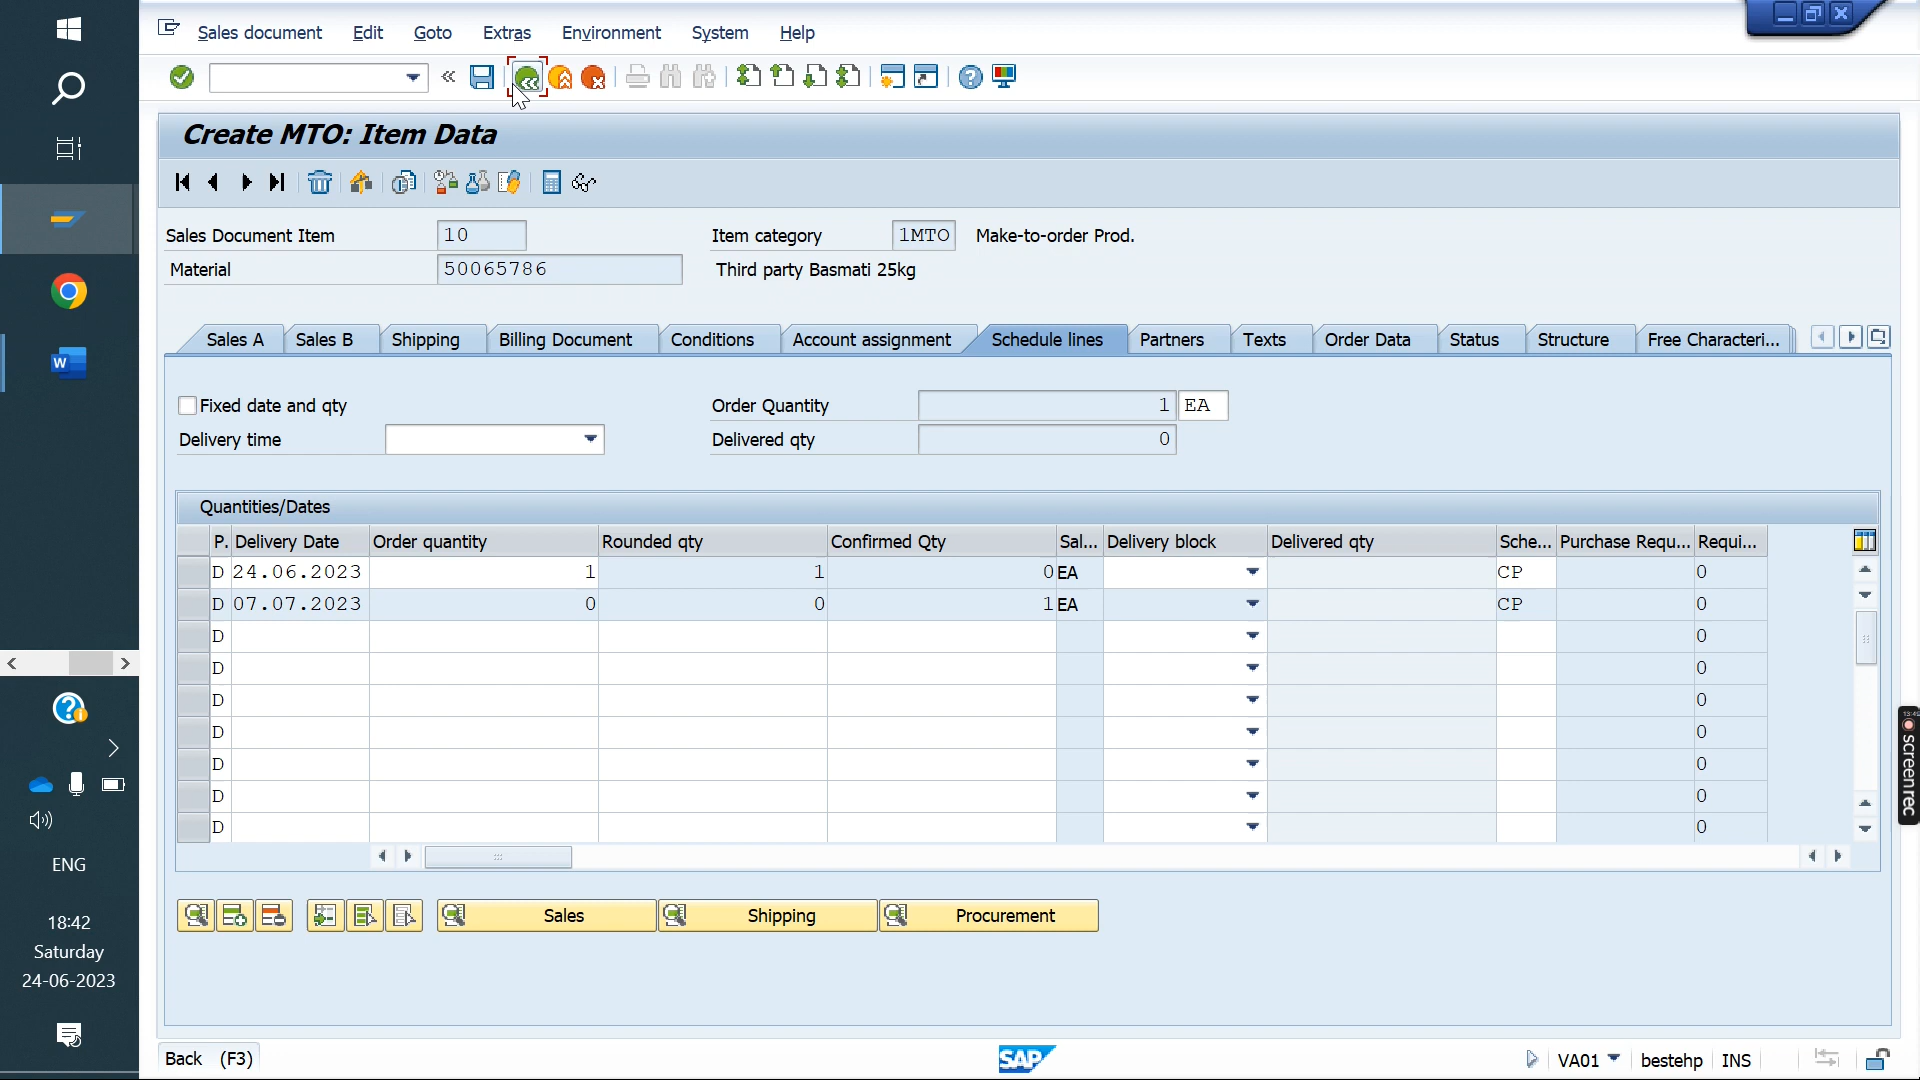 Sales document Edit Goto Extras Environment System Help
Create MTO: Item Data
Sales Document Item 10 Item category 1MTO Make-to-order Prod.
Material 50065786 Third party Basmati 25kg
Sales A Sales B Shipping Billing Document Conditions Account assignment Schedule lines Partners Texts Order Data Status Structure Free Characteri...
Fixed date and qty Order Quantity 1 EA
Delivery time Delivered qty 0
Quantities/Dates
P. Delivery Date Order quantity Rounded qty Confirmed Qty Sal... Delivery block Delivered qty Sche... Purchase Requ... Requi...
D 24.06.2023 1 1 0 EA CP 0
D 07.07.2023 0 0 1 EA CP 0
D 0
D 0
D 0
D 0
D 0
D 0
D 0
Sales Shipping Procurement
Back (F3) SAP VA01 bestehp INS
W
ENG
18:42
Saturday
24-06-2023
screenrec